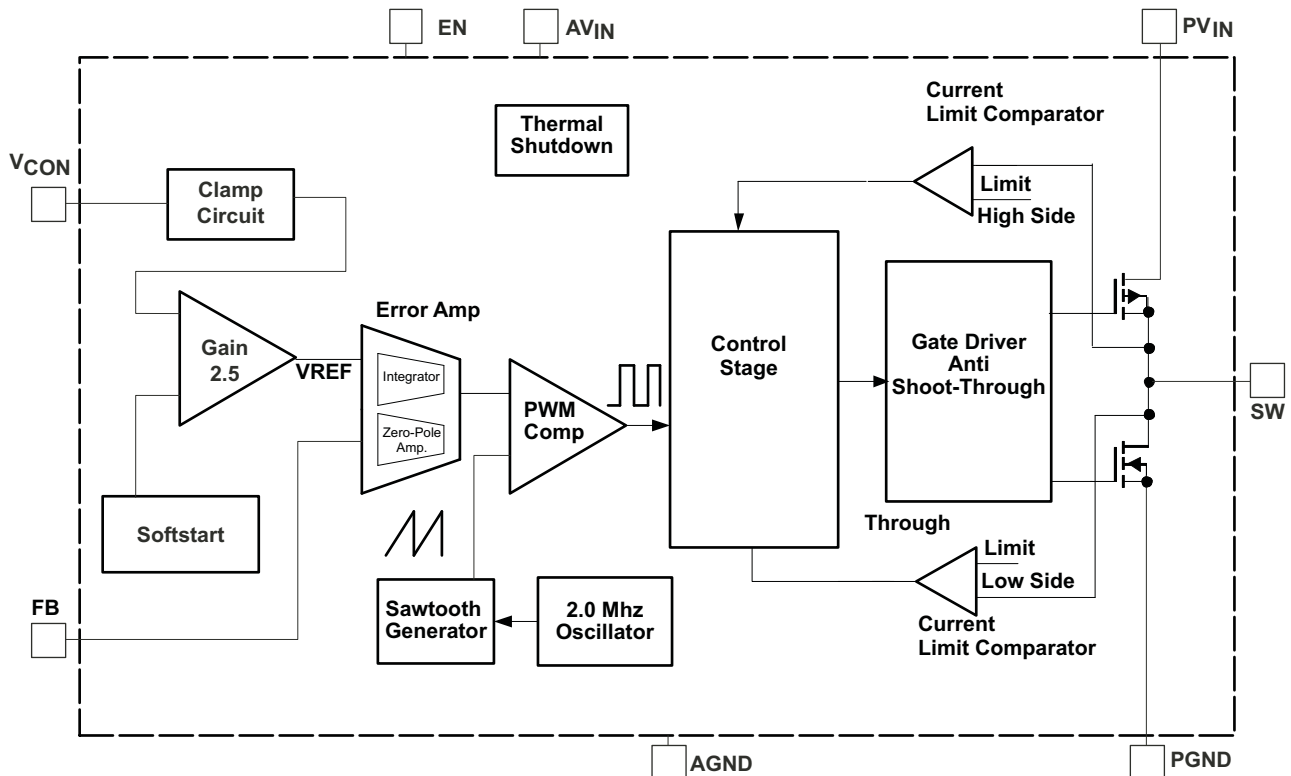 EN
AVIN
PVIN
Current
Limit Comparator
Thermal
Shutdown
VCON
Clamp
Circuit
Limit
High Side
Error Amp
Gain
2.5
VREF
Integrator
Zero-Pole
Amp.
PWM
Comp
Control
Stage
Gate Driver
Anti
Shoot-Through
SW
Softstart
Through
Limit
Low Side
Current
Limit Comparator
FB
Sawtooth
Generator
2.0 Mhz
Oscillator
AGND
PGND